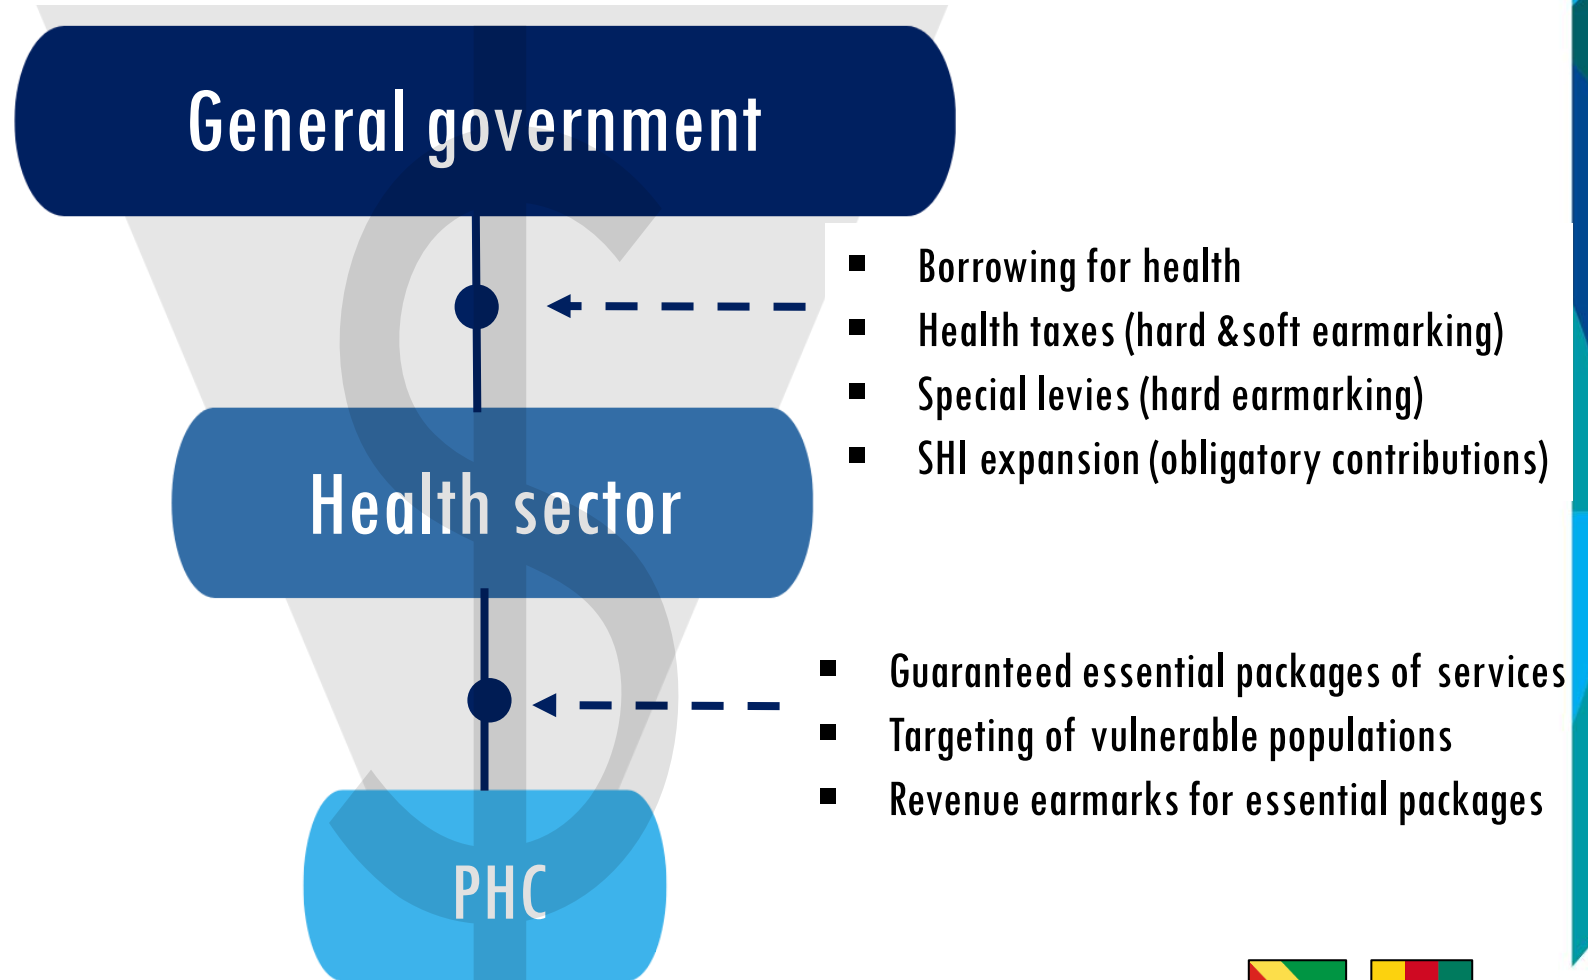 General government
▪ Borrowing for health
▪ Health taxes (hard &soft earmarking)
▪ Special levies (hard earmarking)
▪ SHI expansion (obligatory contributions)
Health sector
▪ Guaranteed essential packages of services
▪ Targeting of vulnerable populations
▪ Revenue earmarks for essential packages
PHC